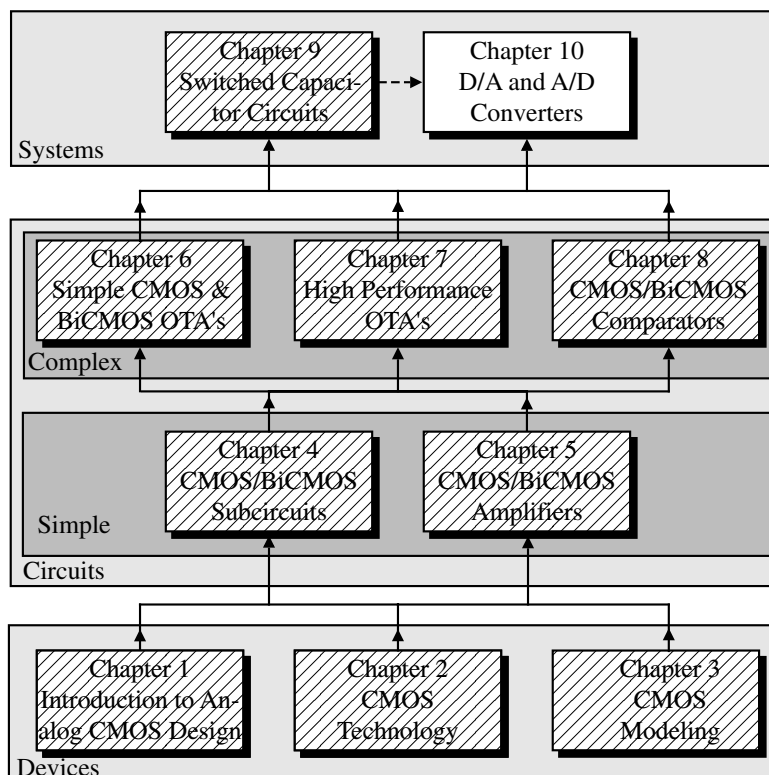 Chapter 9
Switched Capaci-
tor Circuits
Chapter 10
D/A and A/D
Converters
Systems
Chapter 6
Simple CMOS &
BiCMOS OTA's
Chapter 7
High Performance
OTA's
Chapter 8
CMOS/BiCMOS
Comparators
Complex
Chapter 4
CMOS/BiCMOS
Subcircuits
Chapter 5
CMOS/BiCMOS
Amplifiers
Simple
Circuits
Chapter 1
Introduction to An-
alog CMOS Design
Chapter 2
CMOS
Technology
Chapter 3
CMOS
Modeling
Devices